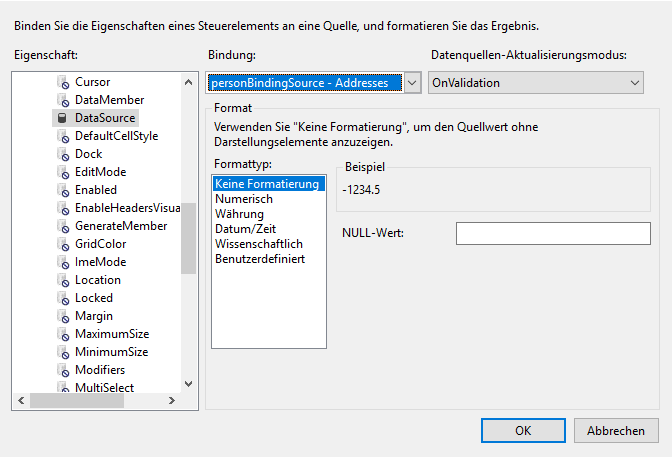 Binden Sie die Eigenschaften eines Steuerelements an eine Quelle, und formatieren Sie das Ergebnis.
Eigenschaft:
Cursor
DataMember
DataSource
DefaultCellStyle
Dock
EditMode
Enabled
EnableHeadersVisua
GenerateMember
GridColor
ImeMode
Location
Locked
Margin
MaximumSize
MinimumSize
Modifiers
MultiSelect
Bindung:
personBindingSource - Addresses
Datenquellen-Aktualisierungsmodus:
OnValidation
Format
Verwenden Sie "Keine Formatierung", um den Quellwert ohne
Darstellungselemente anzuzeigen.
Formattyp:
Keine Formatierung
Numerisch
Währung
Datum/Zeit
Wissenschaftlich
Benutzerdefiniert
Beispiel
-1234.5
NULL-Wert:
OK
Abbrechen